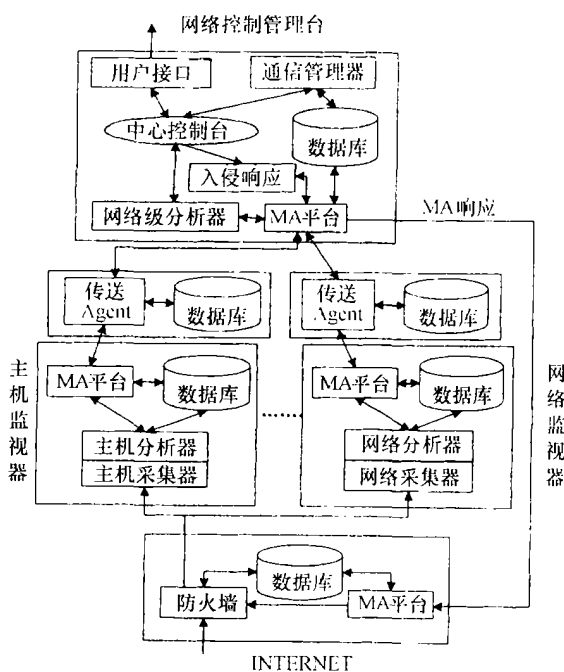 网络控制管理台
用户接口
通信管理器
中心控制台
数据库
入侵响应
网络级分析器
MA平台
MA响应
传送
Agent
数据库
传送
Agent
数据库
主机监视器
MA平台
数据库
主机分析器
主机采集器
MA平台
数据库
网络分析器
网络采集器
网络监视器
数据库
防火墙
MA平台
INTERNET